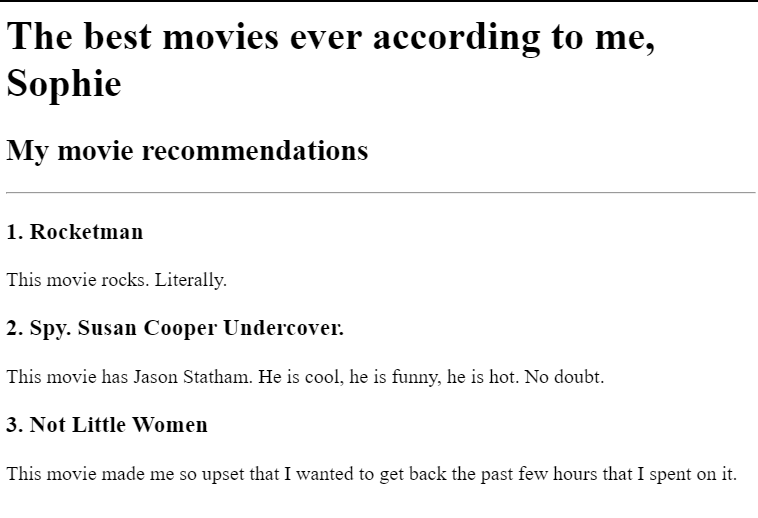 The best movies ever according to me,
Sophie
My movie recommendations
1. Rocketman
This movie rocks. Literally.
2. Spy. Susan Cooper Undercover.
This movie has Jason Statham. He is cool, he is funny, he is hot. No doubt.
3. Not Little Women
This movie made me so upset that I wanted to get back the past few hours that I spent on it.